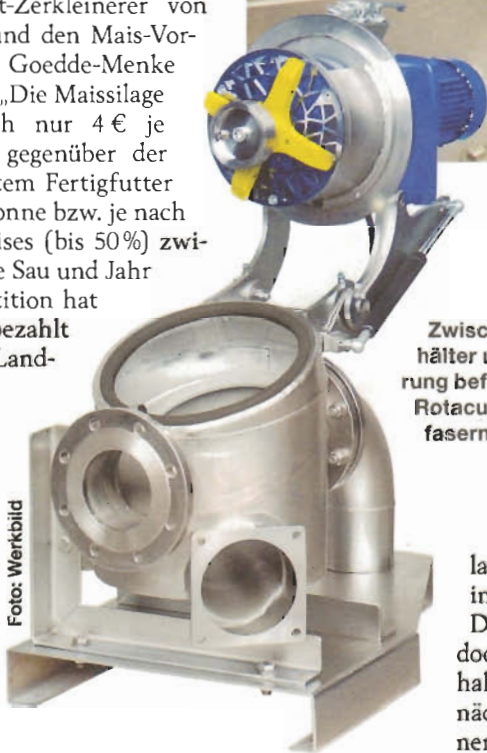 t-Zerkleinerer von
und den Mais-Vor-
Goedde-Menke
„Die Maissilage
h nur 4 € je
gegenüber der
tem Fertigfutter
onne bzw. je nach
ises (bis 50 %) zwi-
e Sau und Jahr
tition hat
bezahlt
Land-
Zwisc
hälter u
rung bef
Rotacu
fasern
Foto: Werkbild
la
in
D
doc
hal
näc
ner